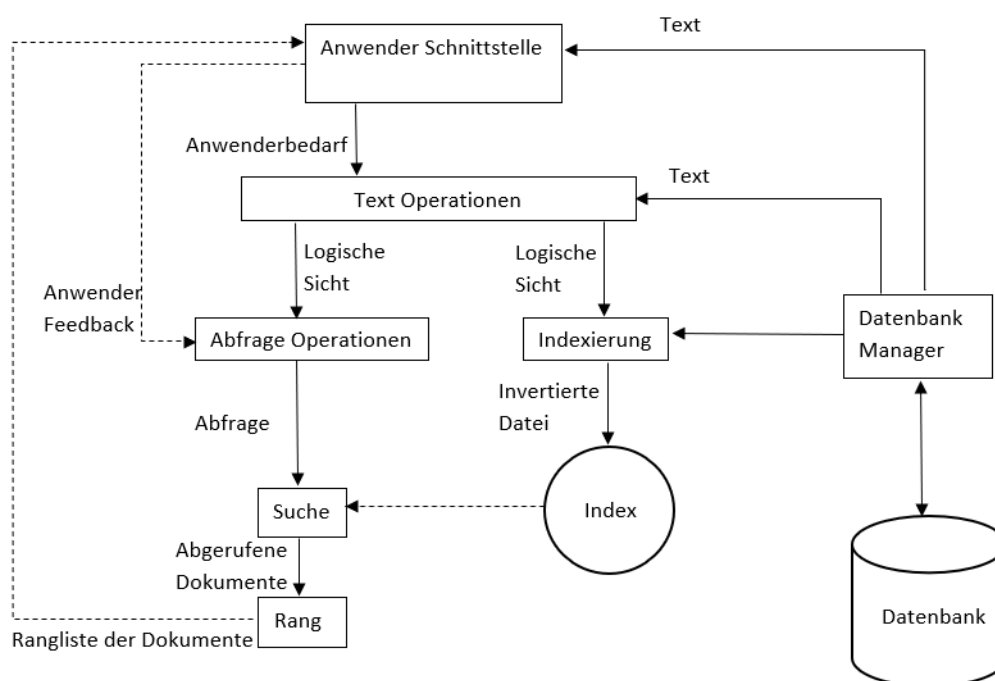 Text
Anwender Schnittstelle
Anwenderbedarf
Text
Text Operationen
Logische
Sicht
Logische
Sicht
Anwender
Feedback
Datenbank
Manager
Abfrage Operationen
Indexierung
Invertierte
Datei
Abfrage
Suche
Index
Abgerufene
Dokumente
Rang
Datenbank
Rangliste der Dokumente